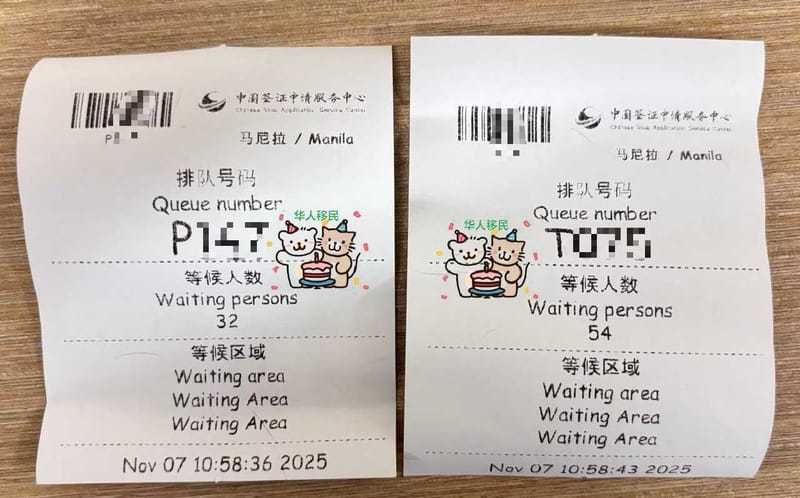 中国签证申请服务中心
Chinese Visa Application Service Center
马尼拉 / Manila
排队号码
Queue number
华人移民
等候人数
Waiting persons
32
等候区域
Waiting area
Waiting Area
Waiting Area
Nov 07 10:58:36 2025
中国签证申请服务中心
Chinese Visa Application Service Center
马尼拉 / Manila
排队号码
Queue number
华人移民
等候人数
Waiting persons
54
等候区域
Waiting area
Waiting Area
Waiting Area
Nov 07 10:58:43 2025